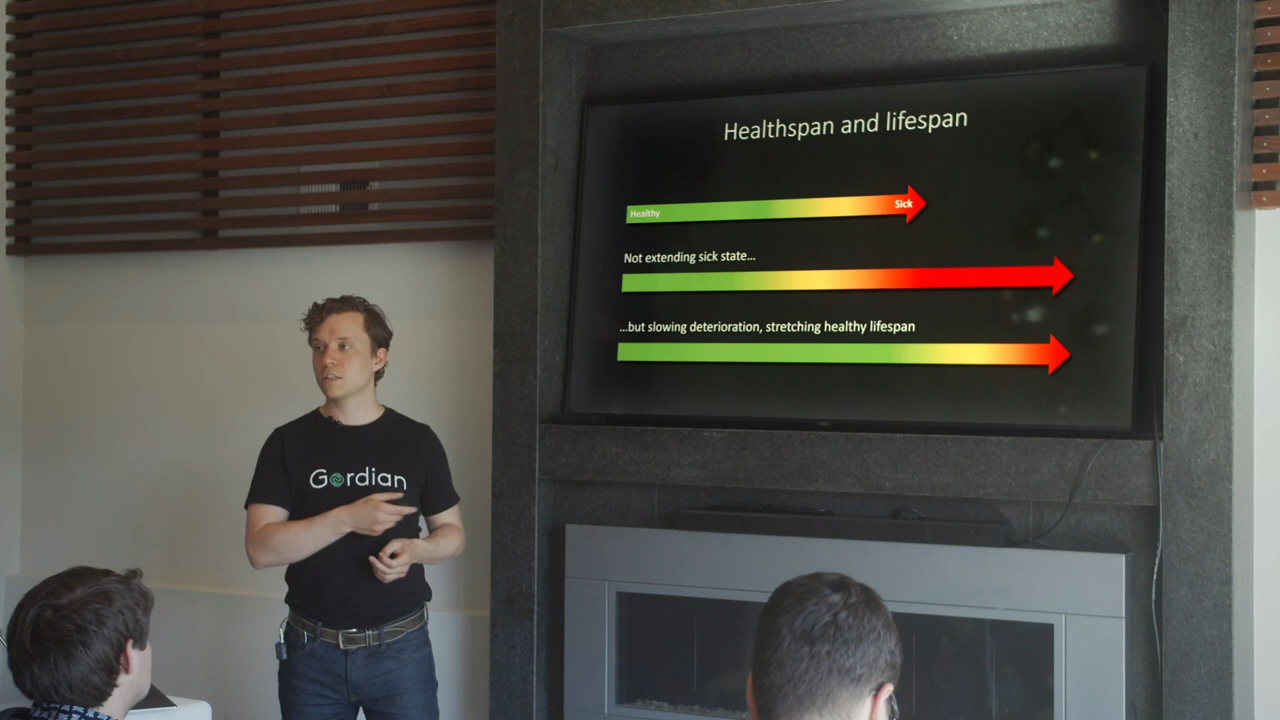 Healthspan and lifespan
Healthy
Sick
Not extending sick state...
...but slowing deterioration, stretching healthy lifespan
Gordian